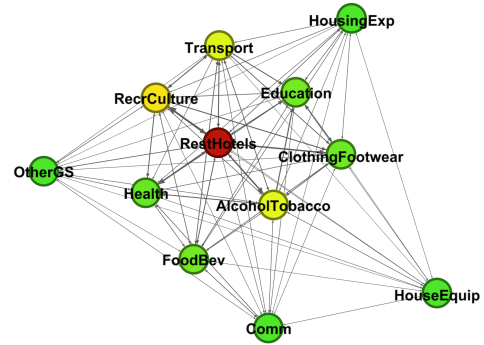 HousingExp
Transport
Education
RecrCulture
RestHotels
ClothingFootwear
OtherGS
Health
AlcoholTobacco
FoodBev
HouseEquip
Comm